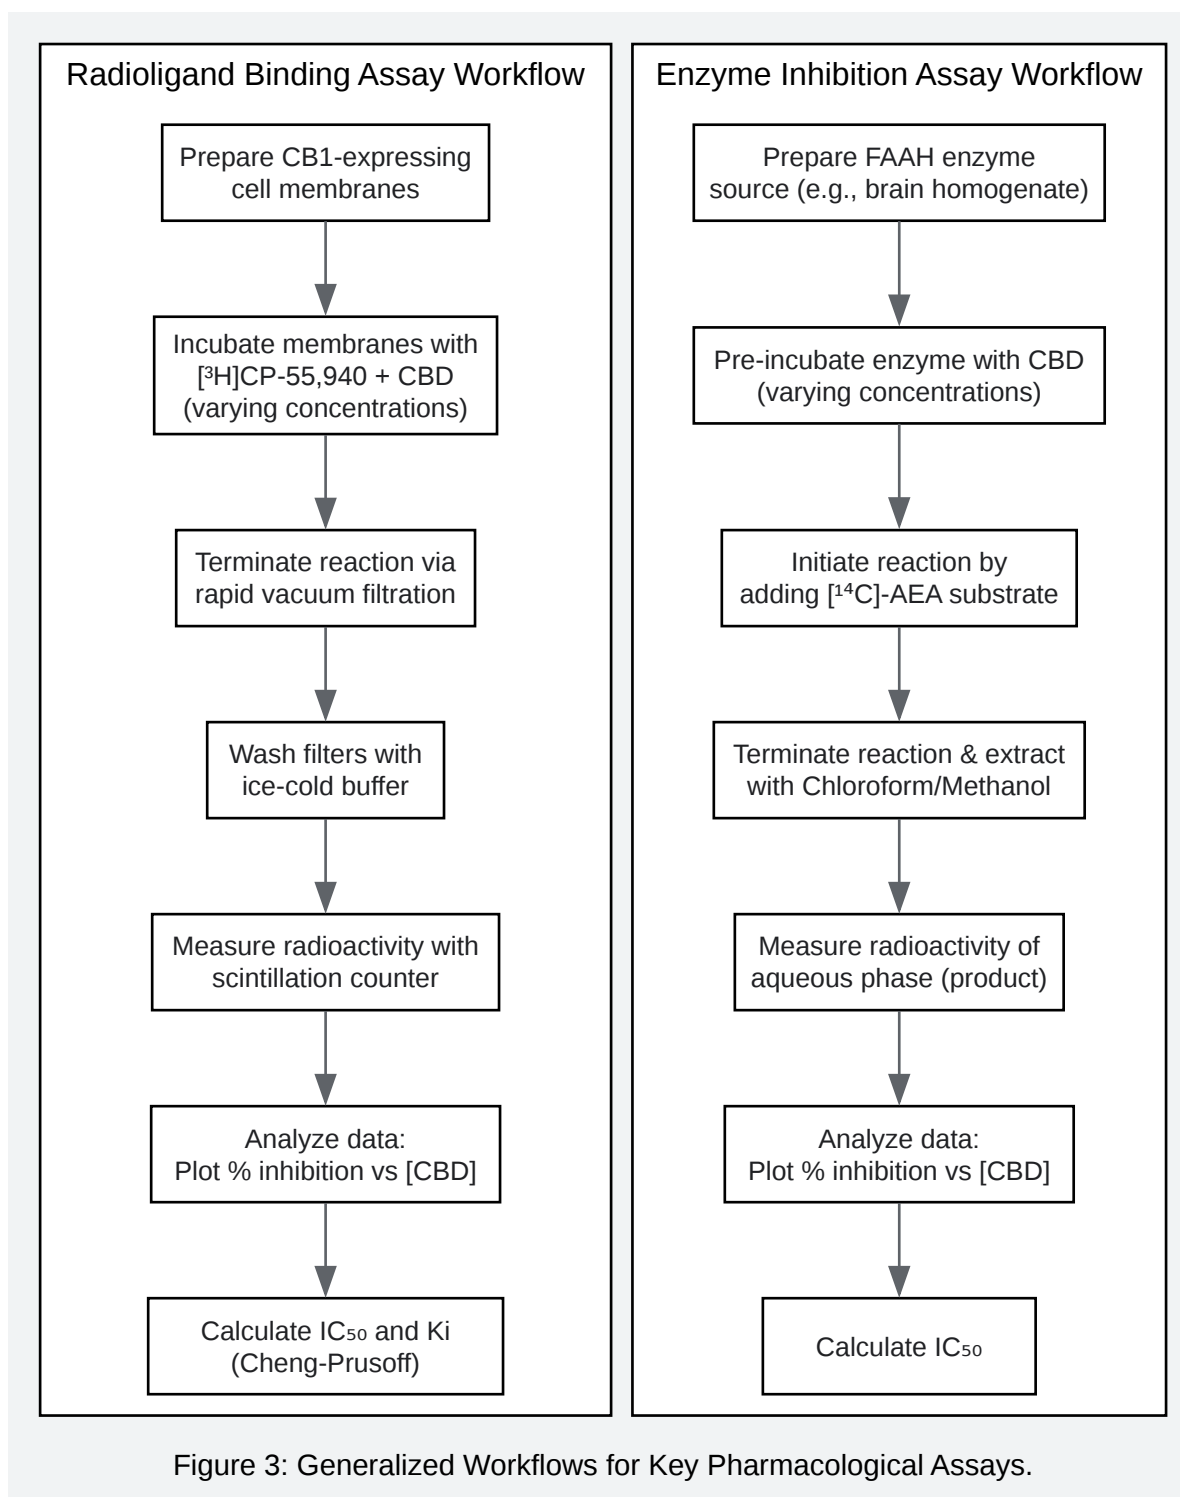 Radioligand Binding Assay Workflow
Prepare CB1-expressing
cell membranes
Incubate membranes with
[³H]CP-55,940 + CBD
(varying concentrations)
Terminate reaction via
rapid vacuum filtration
Wash filters with
ice-cold buffer
Measure radioactivity with
scintillation counter
Analyze data:
Plot % inhibition vs [CBD]
Calculate IC₅₀ and Ki
(Cheng-Prusoff)
Enzyme Inhibition Assay Workflow
Prepare FAAH enzyme
source (e.g., brain homogenate)
Pre-incubate enzyme with CBD
(varying concentrations)
Initiate reaction by
adding [¹⁴C]-AEA substrate
Terminate reaction & extract
with Chloroform/Methanol
Measure radioactivity of
aqueous phase (product)
Analyze data:
Plot % inhibition vs [CBD]
Calculate IC₅₀
Figure 3: Generalized Workflows for Key Pharmacological Assays.